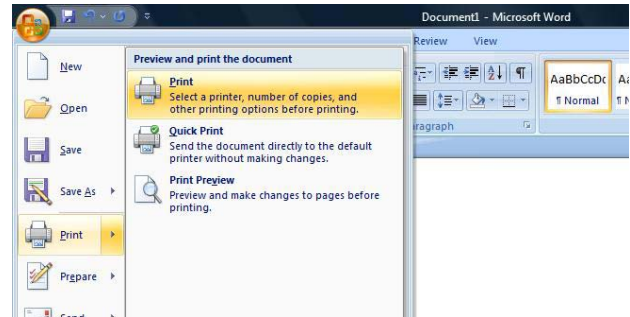 Document1 - Microsoft Word
Review View
New
Open
Save
Save As
Print
Prepare
Send
Preview and print the document
Print
Select a printer, number of copies, and
other printing options before printing.
Quick Print
Send the document directly to the default
printer without making changes.
Print Preview
Preview and make changes to pages before
printing.
AaBbCcDc
¶ Normal